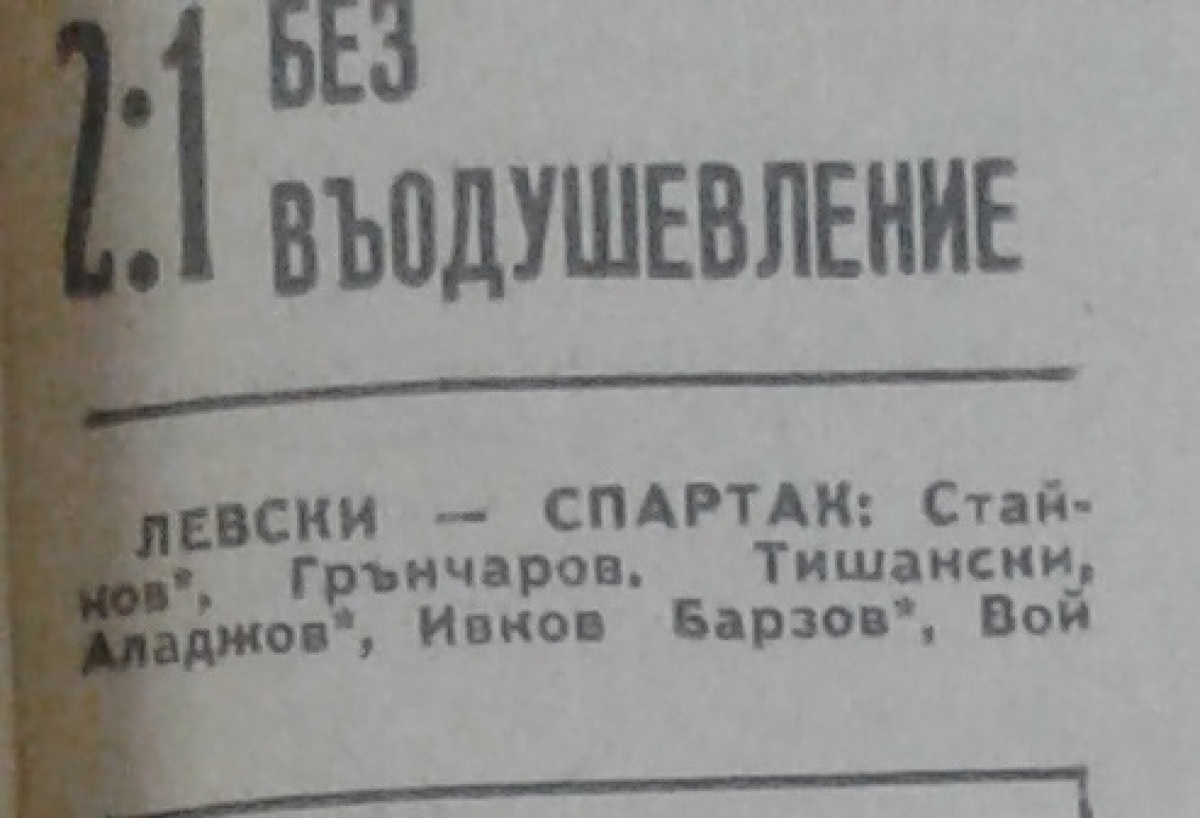 2:1 БЕЗ
ВЪОДУШЕВЛЕНИЕ
ЛЕВСКИ — СПАРТАК: Стай-
ков*, Грънчаров. Тишански,
Аладжов*, Ивков Барзов*, Вой